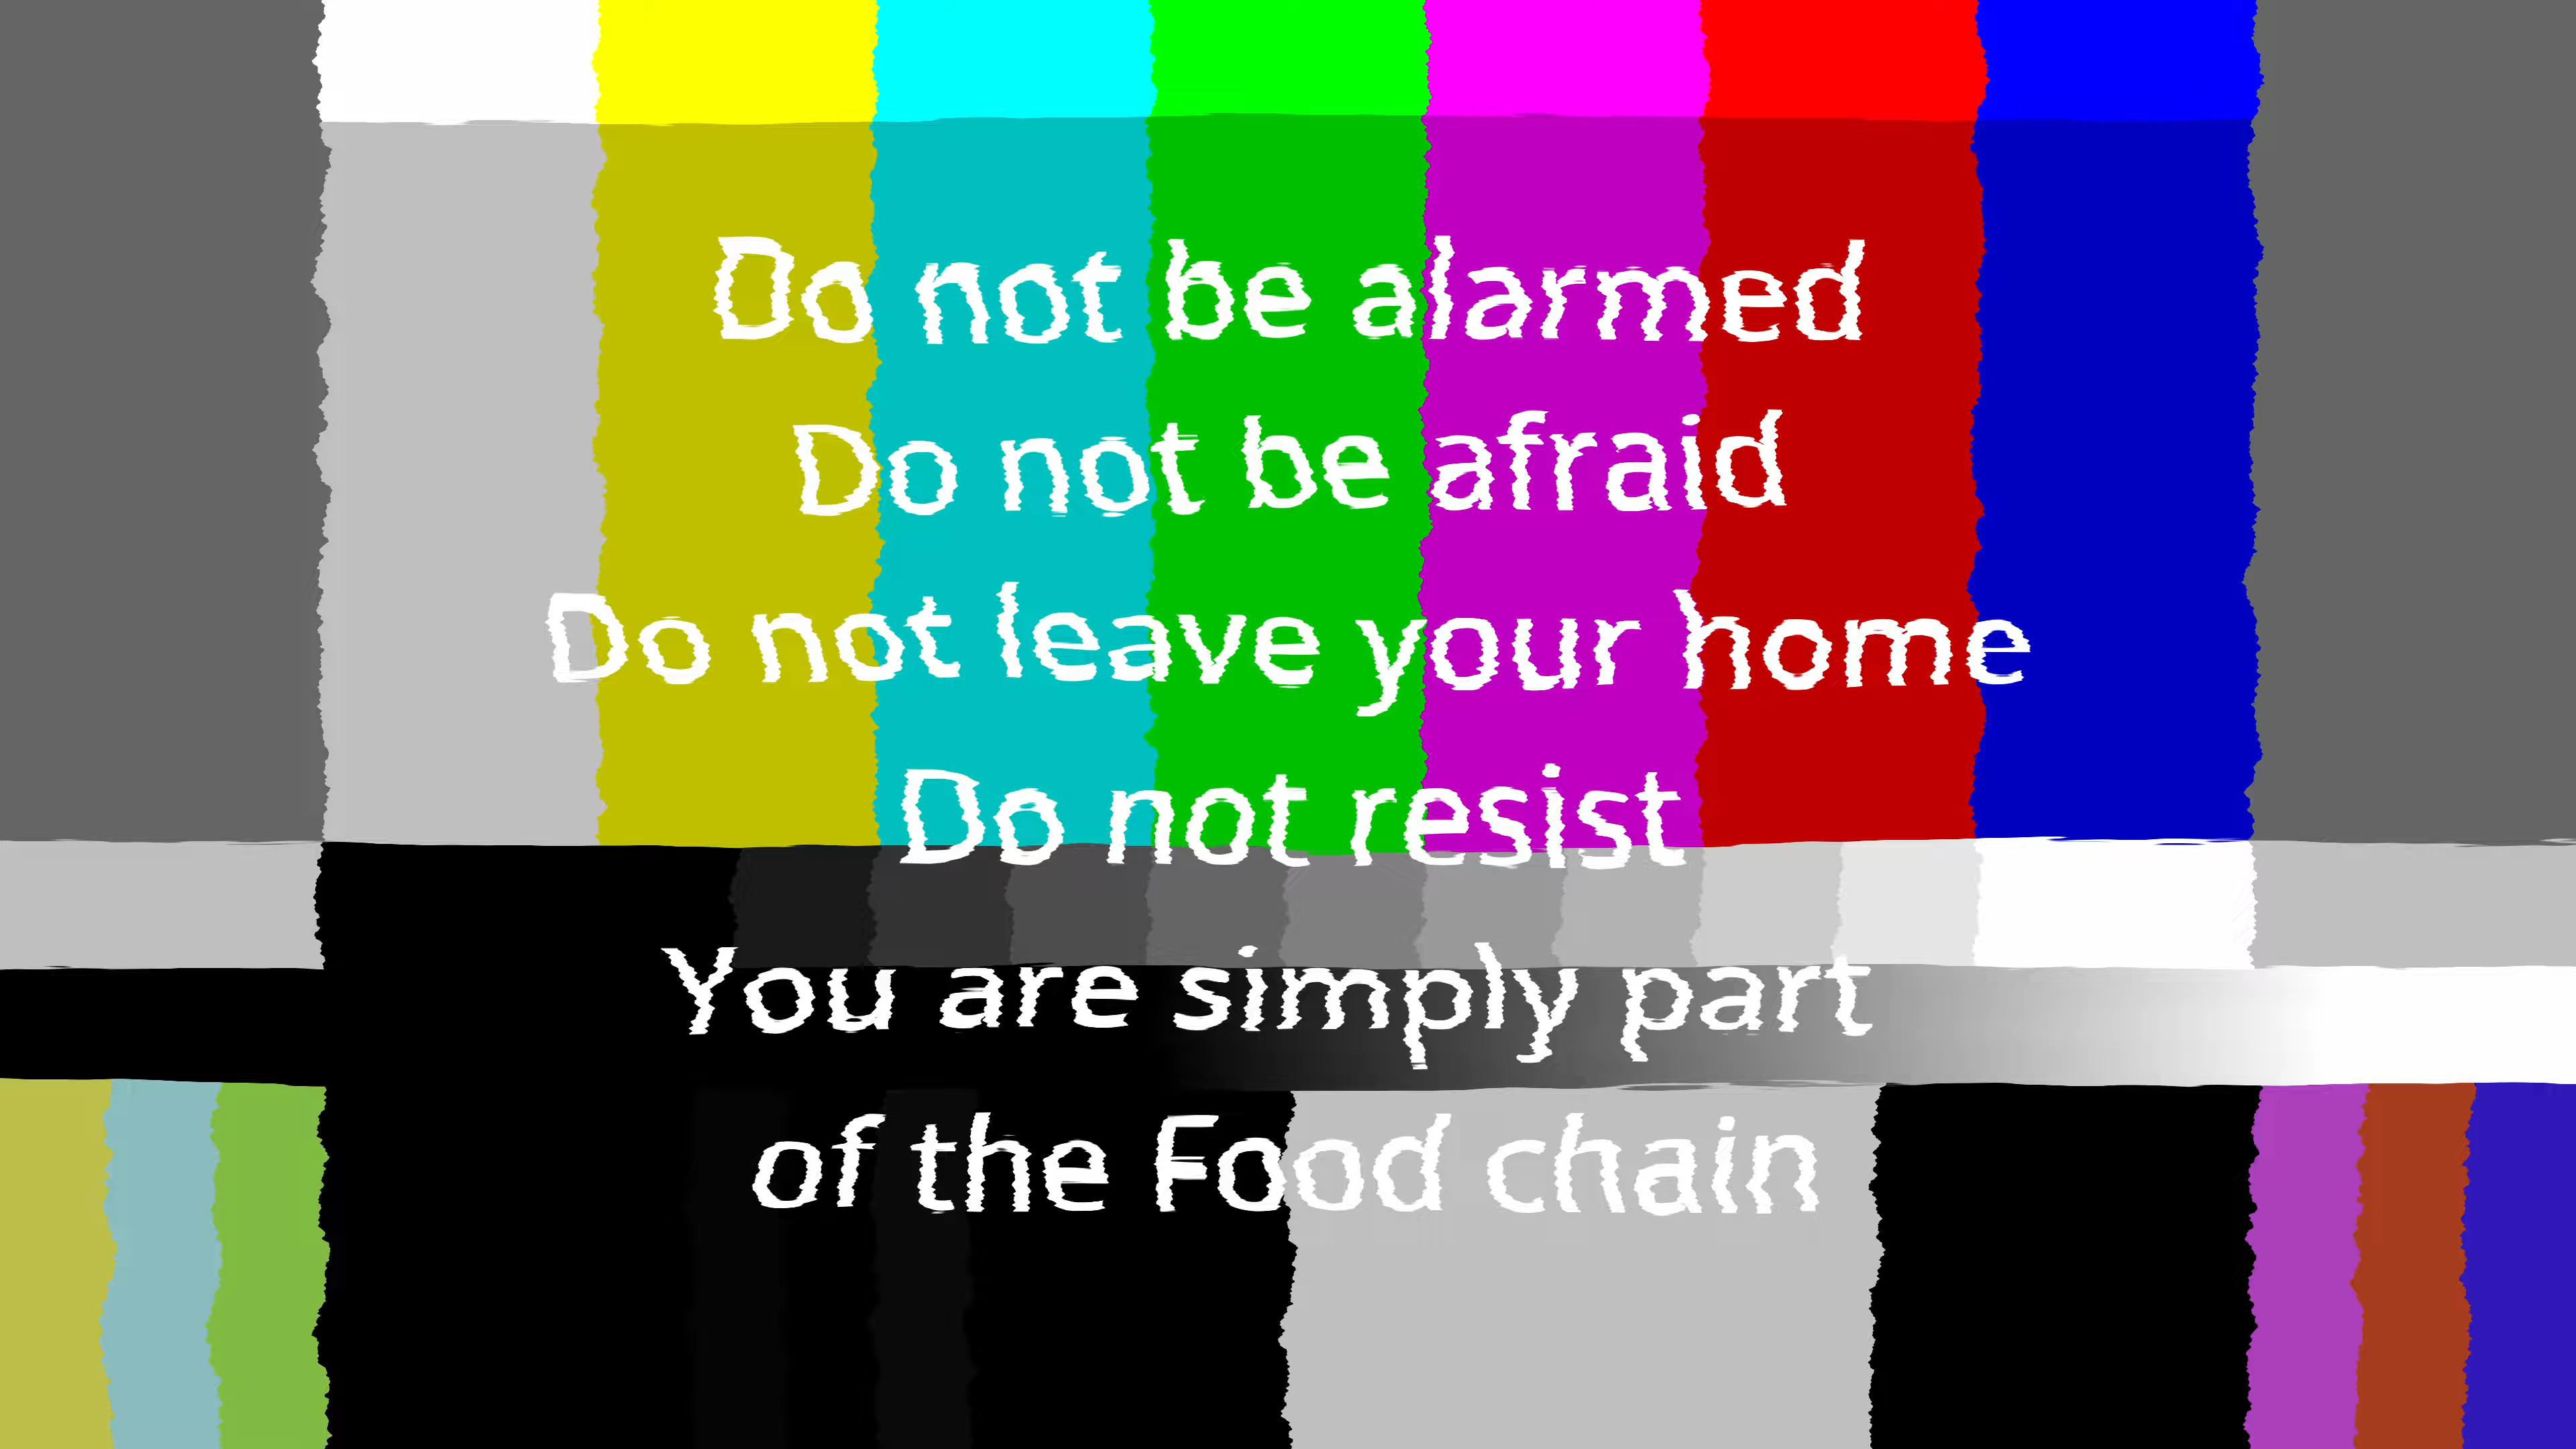 Do not be alarmed
Do not be afraid
Do not leave your home
Do not resist
You are simply part
of the Food chain